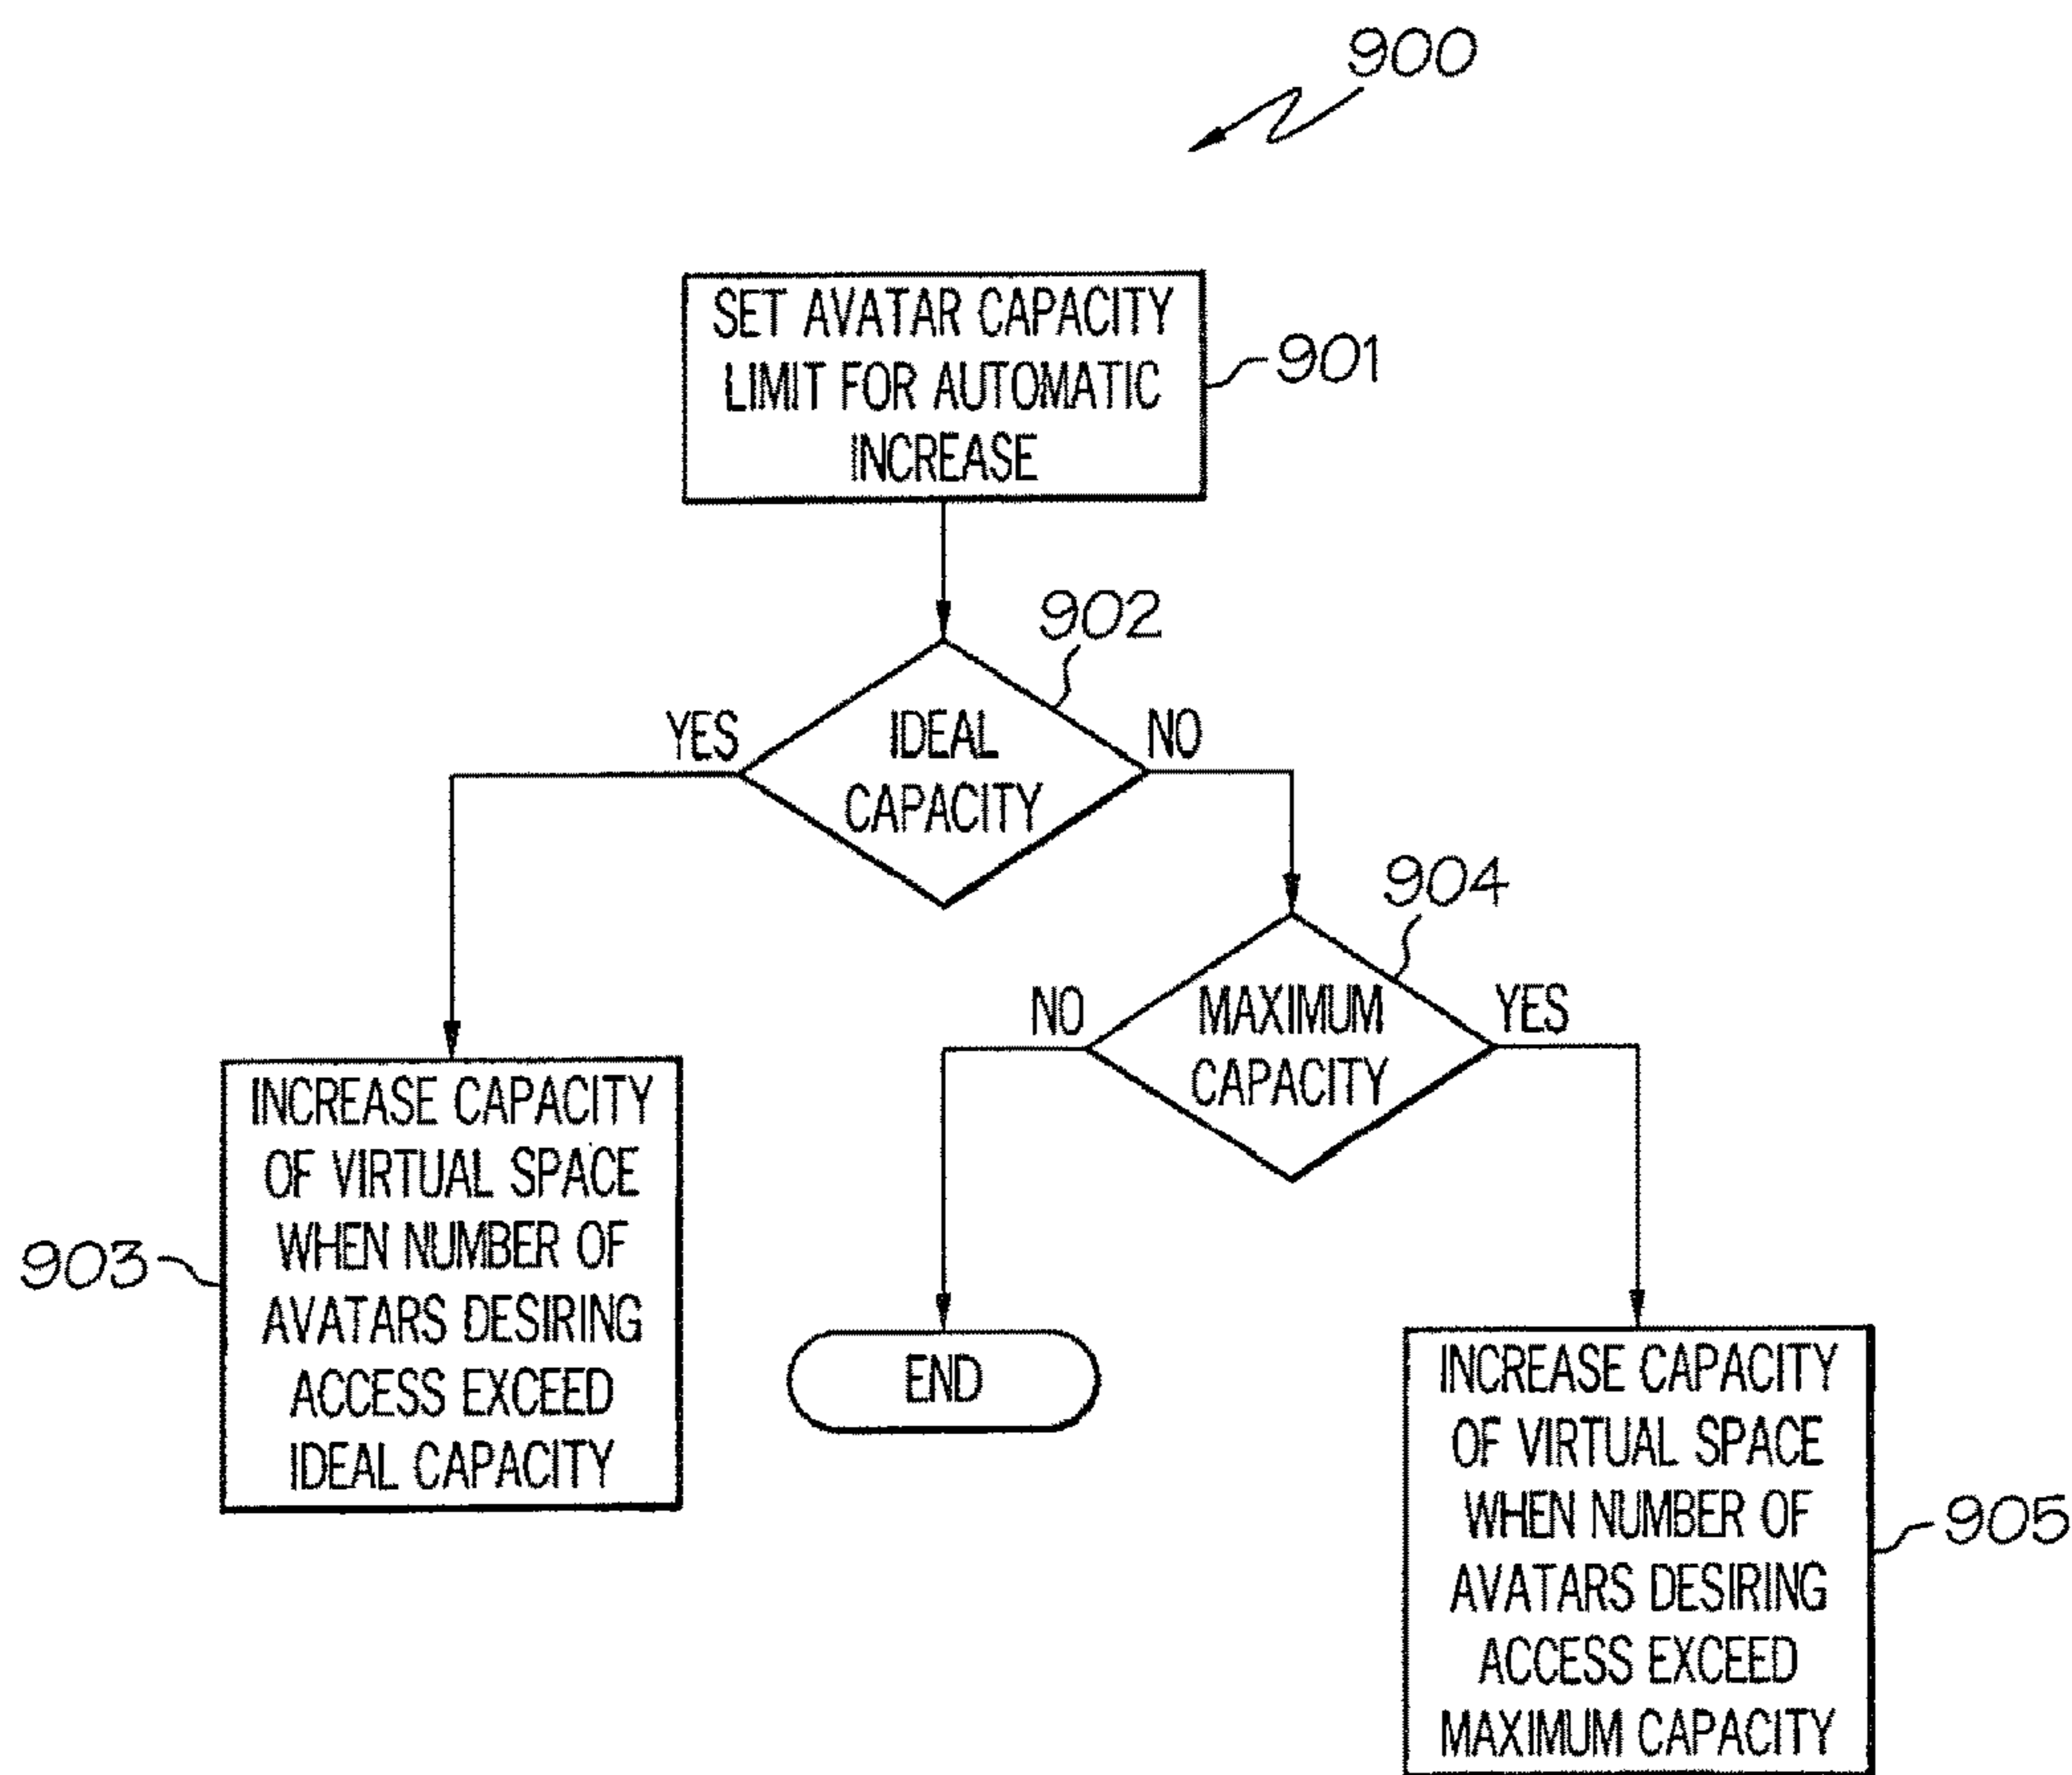 900
SET AVATAR CAPACITY
LIMIT FOR AUTOMATIC
INCREASE
901
902
YES
IDEAL
CAPACITY
NO
904
NO
MAXIMUM
CAPACITY
YES
INCREASE CAPACITY
OF VIRTUAL SPACE
WHEN NUMBER OF
AVATARS DESIRING
ACCESS EXCEED
IDEAL CAPACITY
903
END
INCREASE CAPACITY
OF VIRTUAL SPACE
WHEN NUMBER OF
AVATARS DESIRING
ACCESS EXCEED
MAXIMUM CAPACITY
905